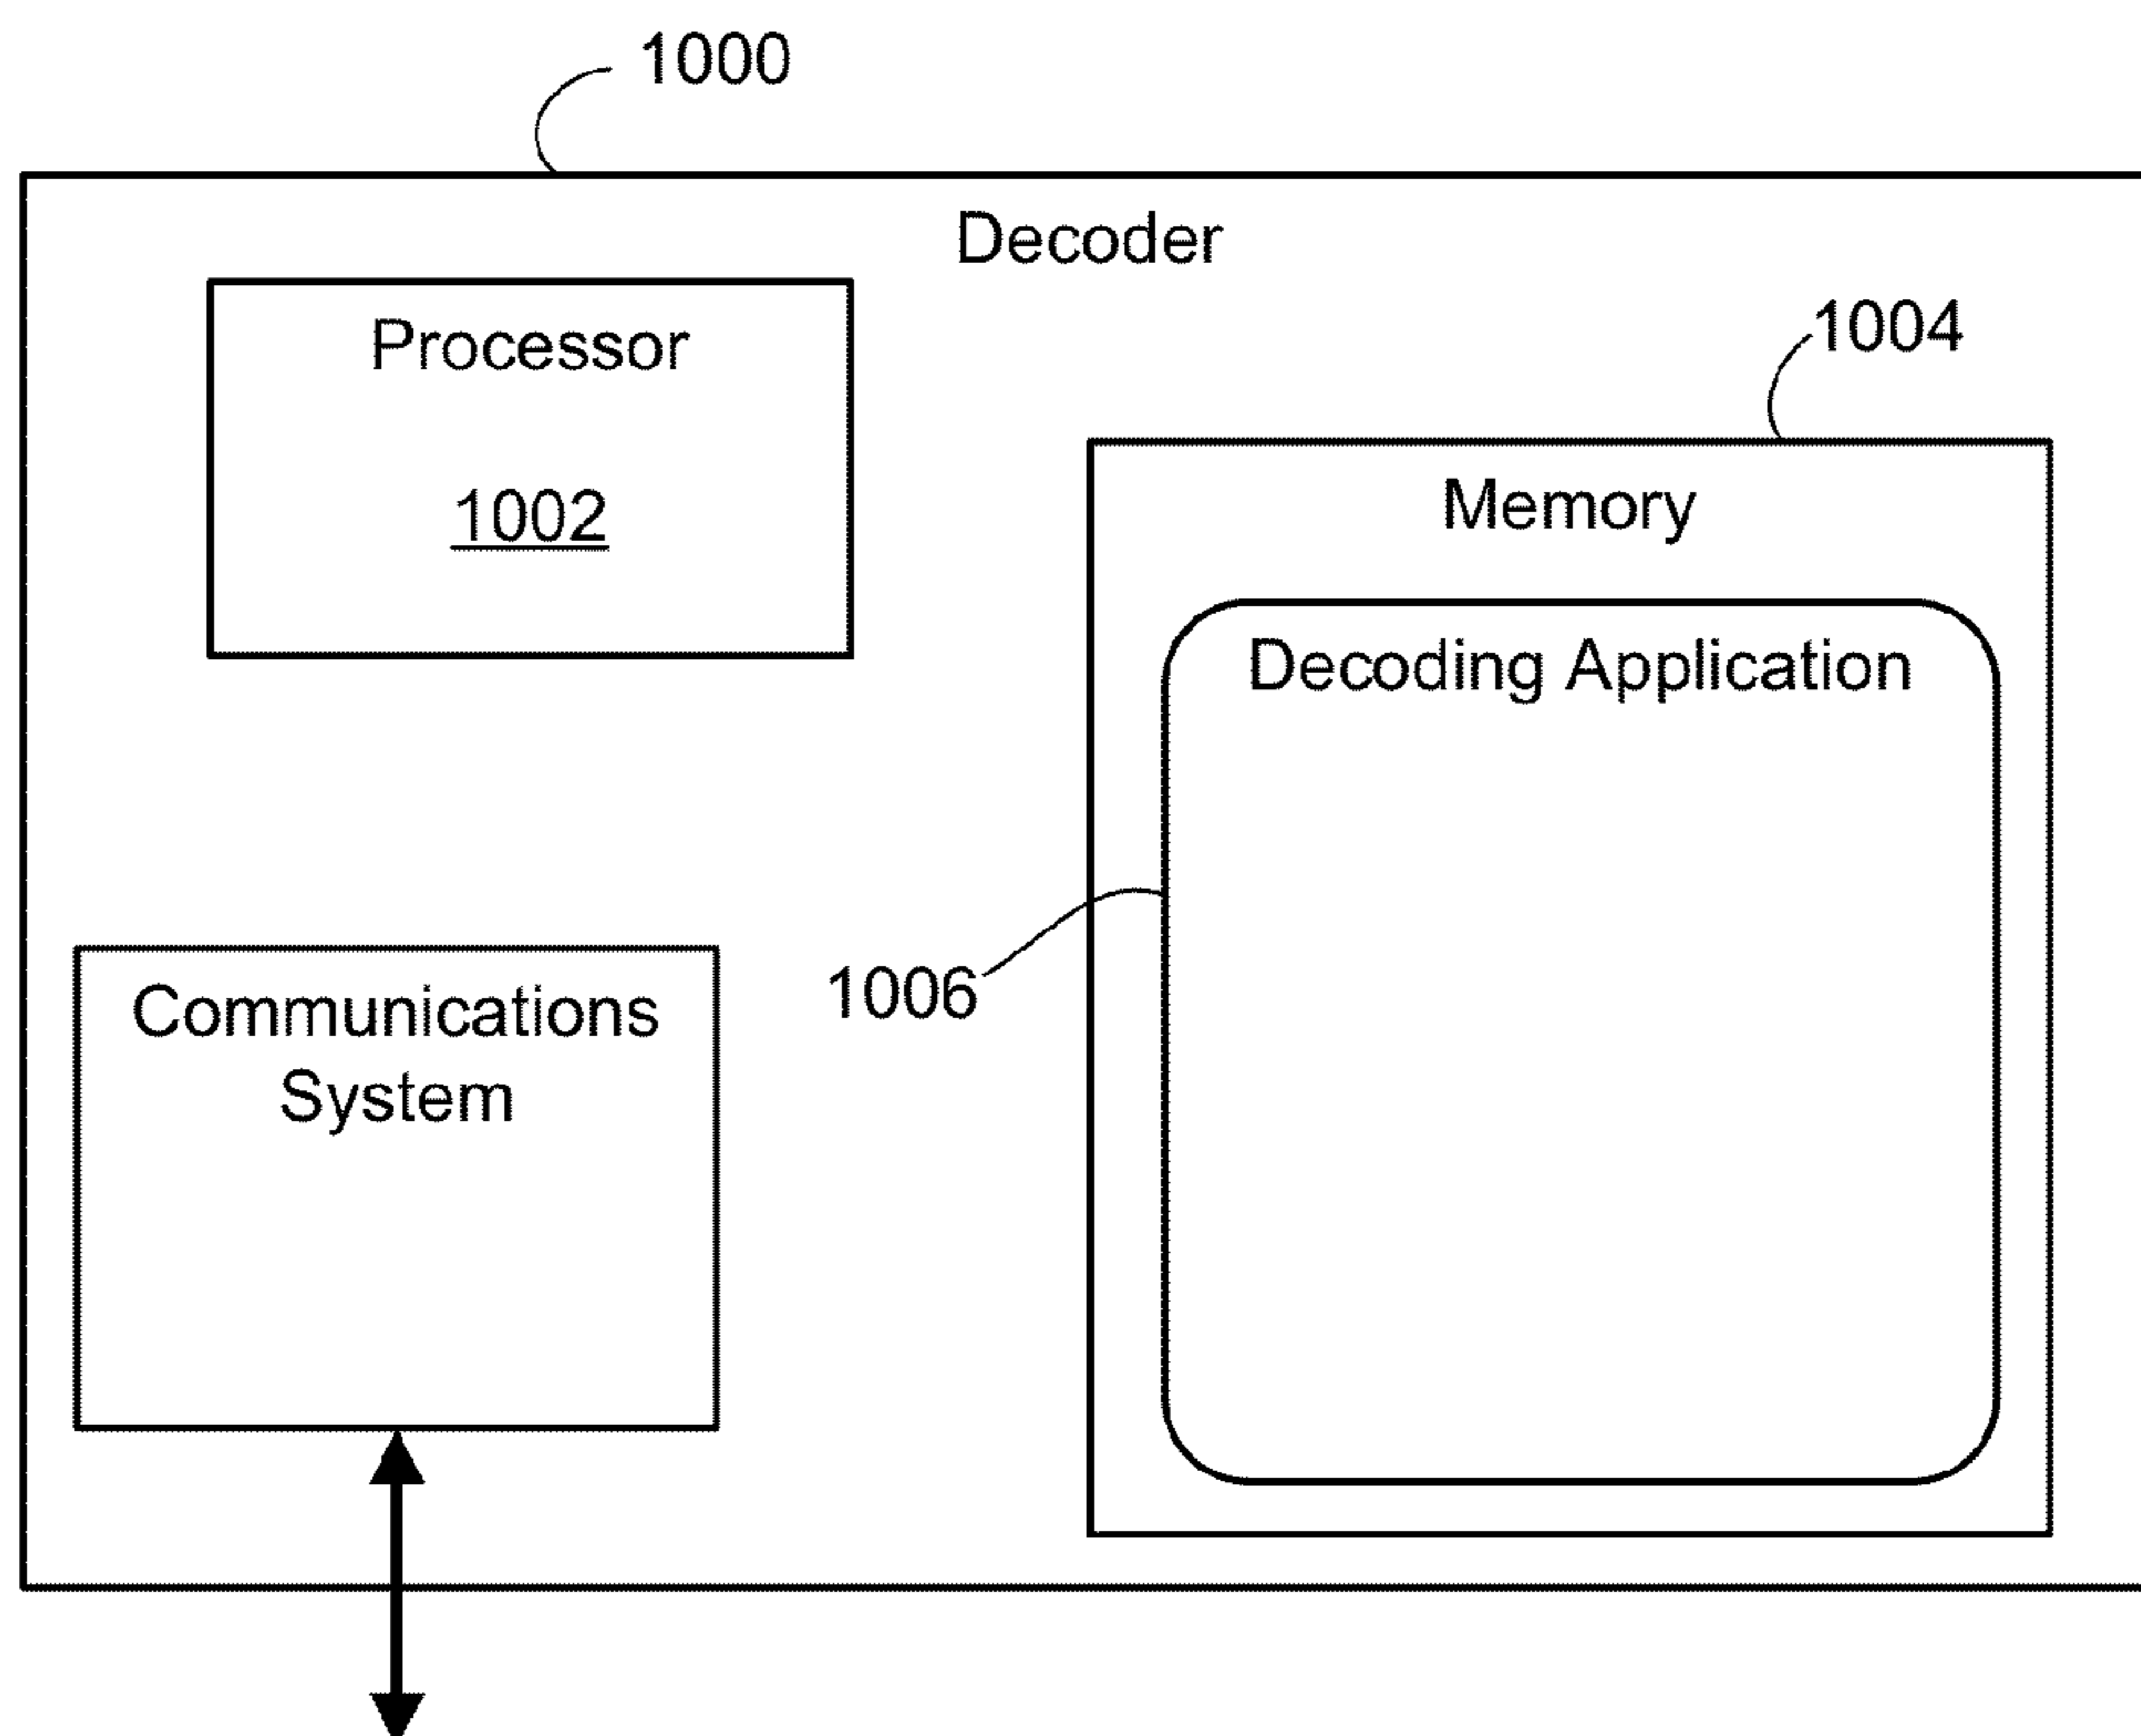 1000
Decoder
Processor
1002
1004
Memory
Decoding Application
1006
Communications
System